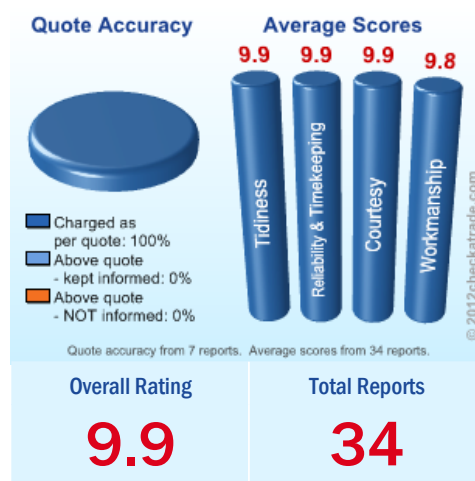 Quote Accuracy
Average Scores
9.9 9.9 9.9 9.8
Tidiness
Reliability & Timekeeping
Courtesy
Workmanship
Charged as
per quote: 100%
Above quote
- kept informed: 0%
Above quote
- NOT informed: 0%
© 2012checkatrade.com
Quote accuracy from 7 reports. Average scores from 34 reports.
Overall Rating
9.9
Total Reports
34